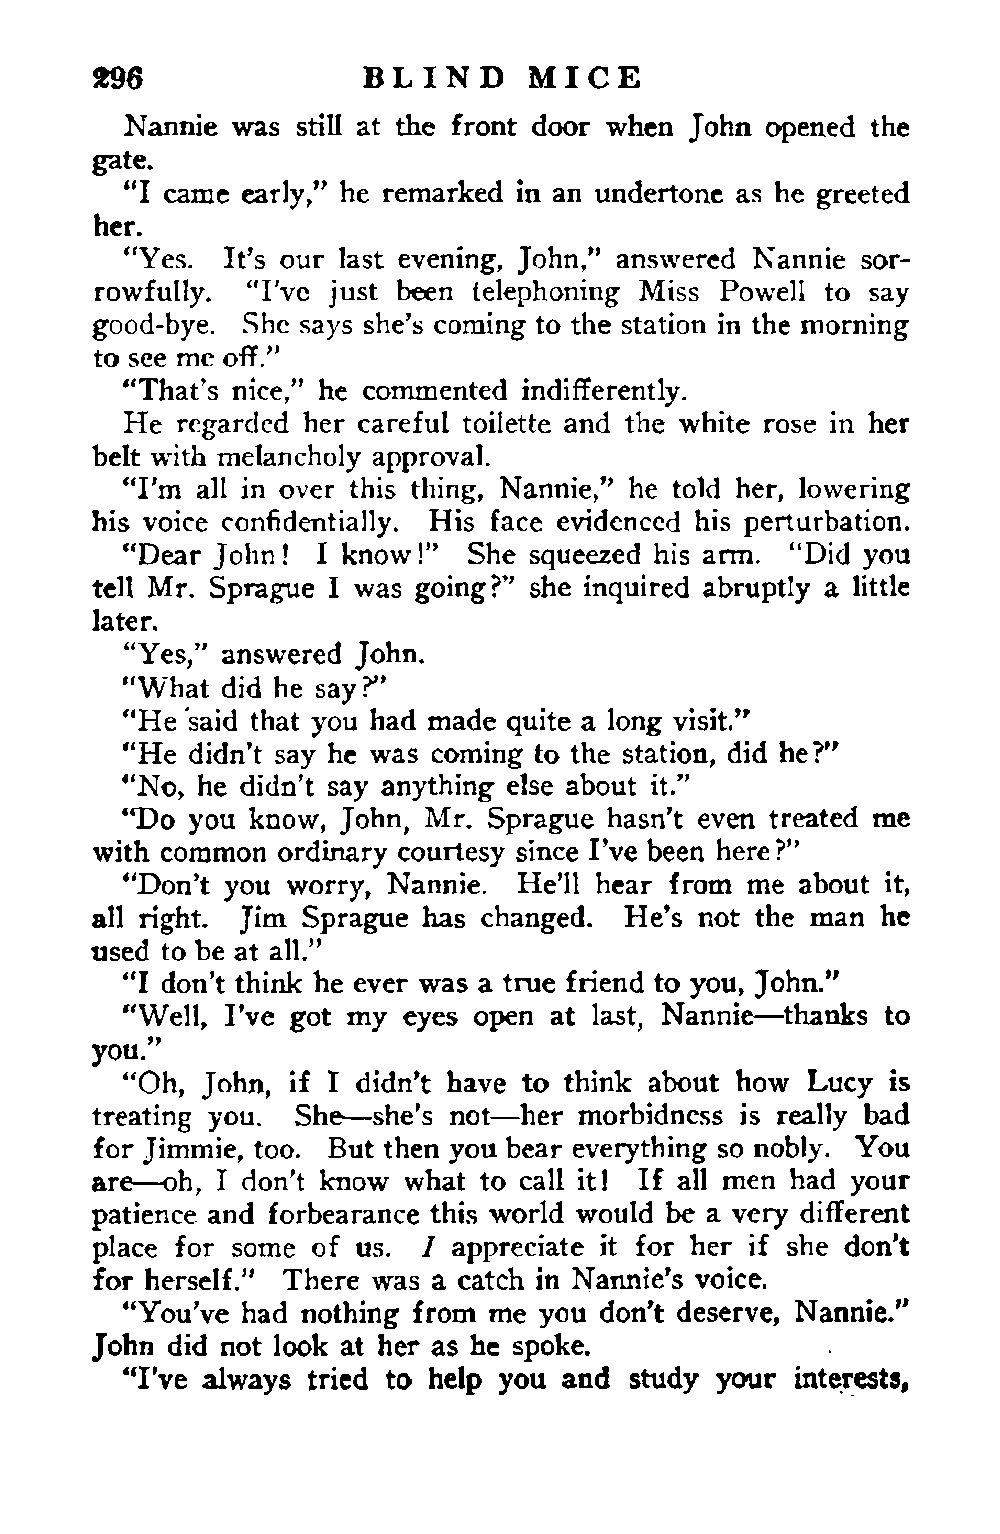 296 BLIND MICE
Nannie was still at the front door when John opened the
gate.
“I came early,” he remarked in an undertone as he greeted
her.
“Yes. It’s our last evening, John,” answered Nannie sor-
rowfully. “I’ve just been telephoning Miss Powell to say
good-bye. She says she’s coming to the station in the morning
to see me off.”
“That’s nice,” he commented indifferently.
He regarded her careful toilette and the white rose in her
belt with melancholy approval.
“I’m all in over this thing, Nannie,” he told her, lowering
his voice confidentially. His face evidenced his perturbation.
“Dear John! I know!” She squeezed his arm. “Did you
tell Mr. Sprague I was going?” she inquired abruptly a little
later.
“Yes,” answered John.
“What did he say?”
“He said that you had made quite a long visit.”
“He didn’t say he was coming to the station, did he?”
“No, he didn’t say anything else about it.”
“Do you know, John, Mr. Sprague hasn’t even treated me
with common ordinary courtesy since I’ve been here?”
“Don’t you worry, Nannie. He’ll hear from me about it,
all right. Jim Sprague has changed. He’s not the man he
used to be at all.”
“I don’t think he ever was a true friend to you, John.”
“Well, I’ve got my eyes open at last, Nannie—thanks to
you.”
“Oh, John, if I didn’t have to think about how Lucy is
treating you. She—she’s not—her morbidness is really bad
for Jimmie, too. But then you bear everything so nobly. You
are—oh, I don’t know what to call it! If all men had your
patience and forbearance this world would be a very different
place for some of us. I appreciate it for her if she don’t
for herself.” There was a catch in Nannie’s voice.
“You’ve had nothing from me you don’t deserve, Nannie.”
John did not look at her as he spoke.
“I’ve always tried to help you and study your interests,